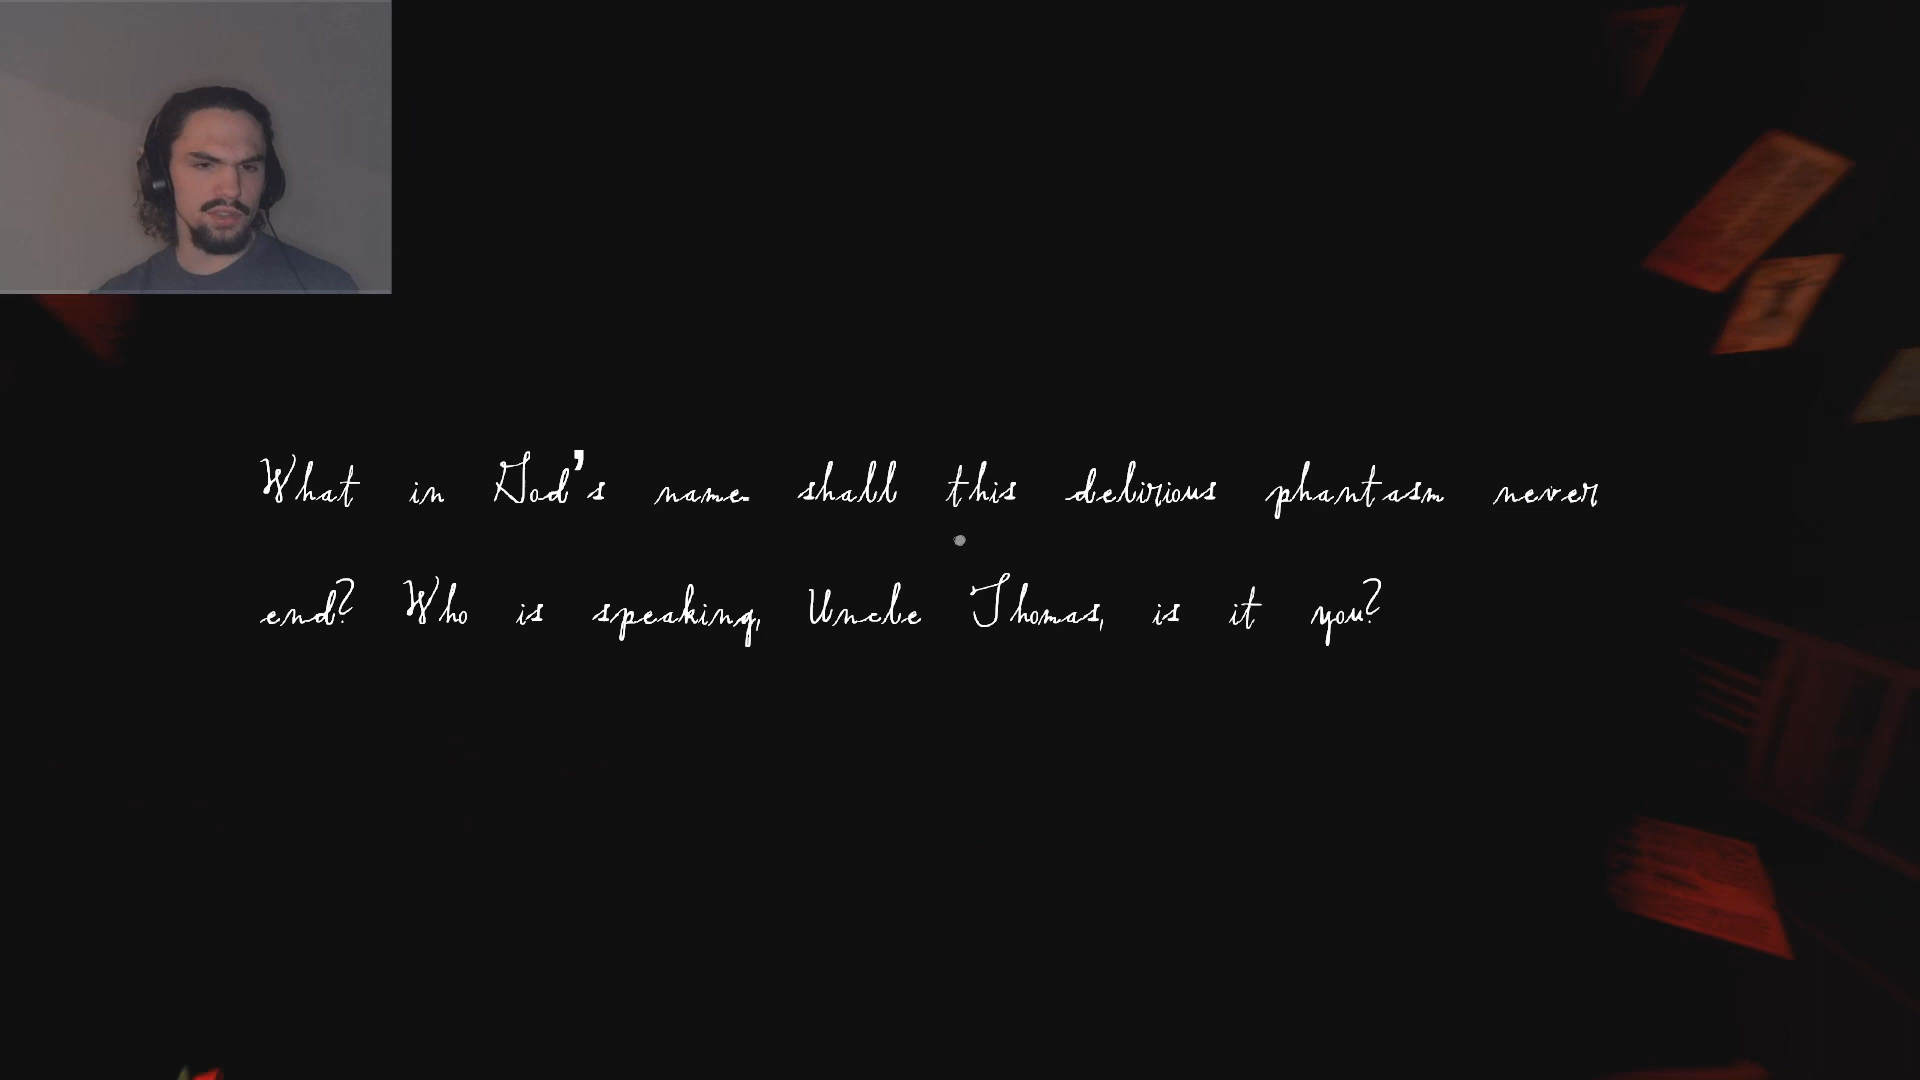 What in God's name shall this delirious phantasm never
end? Who is speaking, Uncle Thomas, is it you?